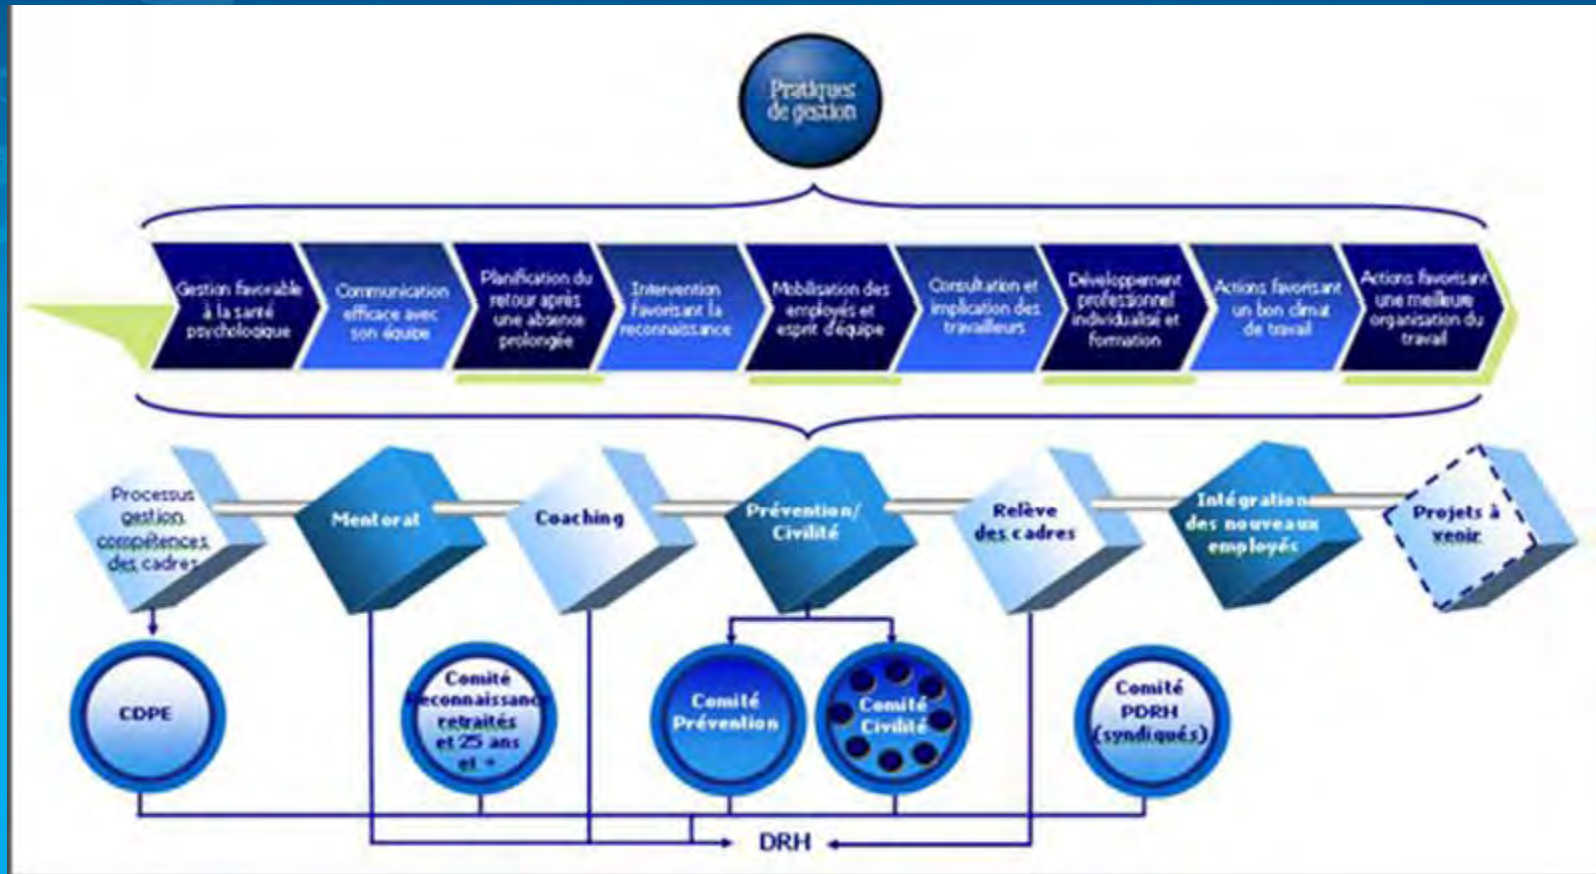 Pratiques
de gestion
Gestion favorable
à la santé
psychologique
Communication
efficace avec
son équipe
Planification du
retour après
une absence
prolongée
Intervention
favorisant la
reconnaissance
Mobilisation des
employés et
esprit d'équipe
Consultation et
implication des
travailleurs
Développement
professionnel
individualisé et
formation
Actions favorisant
un bon climat
de travail
Actions favorisant
une meilleure
organisation du
travail
Processus
gestion
compétences
des cadres
Mentorat
Coaching
Prévention/
Civilité
Relève
des cadres
Intégration
des nouveaux
employés
Projets à
venir
CDPE
Comité
Reconnaissance
retraités
et 25 ans
et +
Comité
Prévention
Comité
Civilité
Comité
PDRH
(syndiqués)
DRH